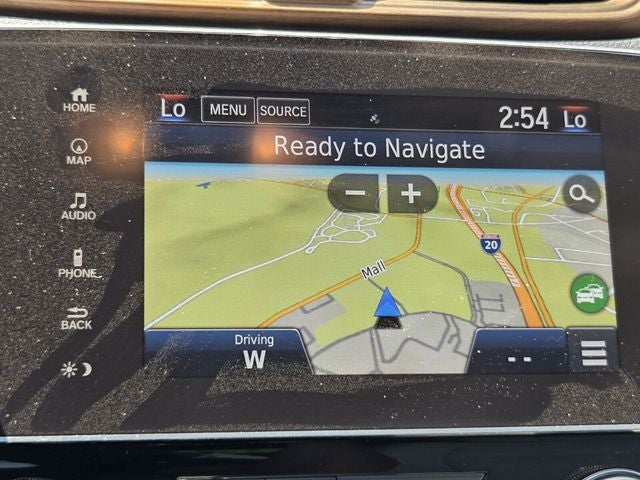 Lo MENU SOURCE 2:54 Lo
HOME
Ready to Navigate
MAP
AUDIO
20
Mall
PHONE
BACK
Driving
W
--